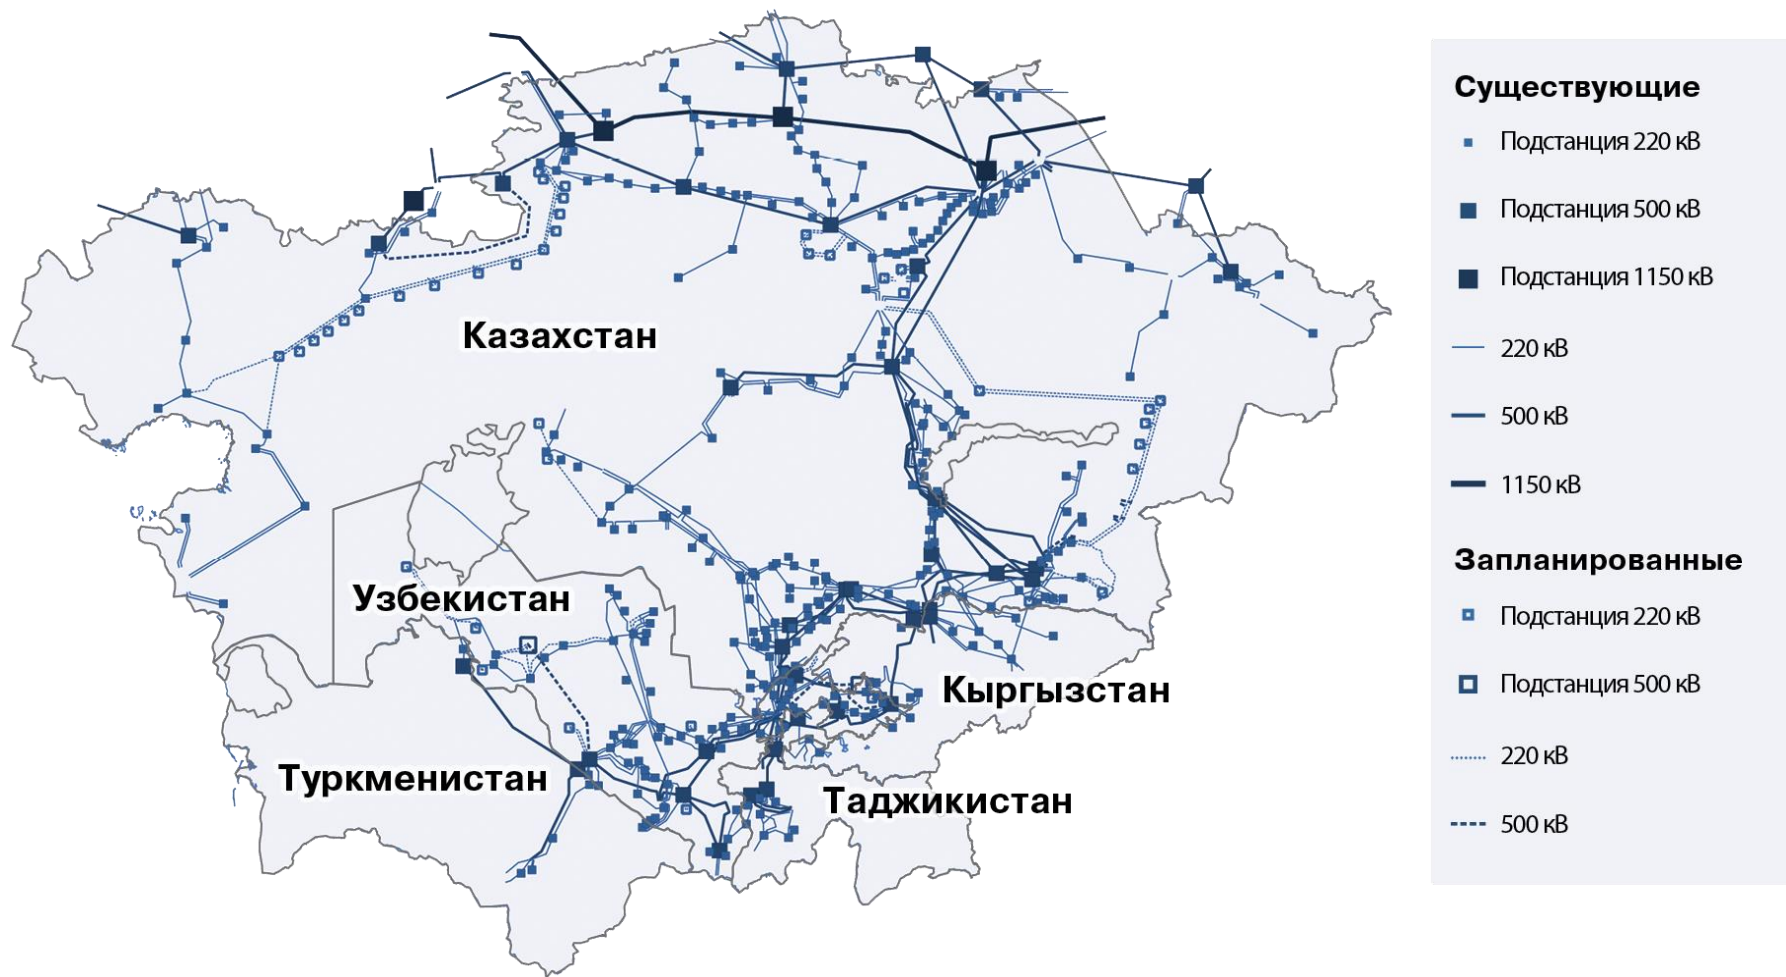 Казахстан
Узбекистан
Кыргызстан
Туркменистан
Таджикистан
Существующие
Подстанция 220 кВ
Подстанция 500 кВ
Подстанция 1150 кВ
220 кВ
500 кВ
1150 кВ
Запланированные
Подстанция 220 кВ
Подстанция 500 кВ
220 кВ
500 кВ